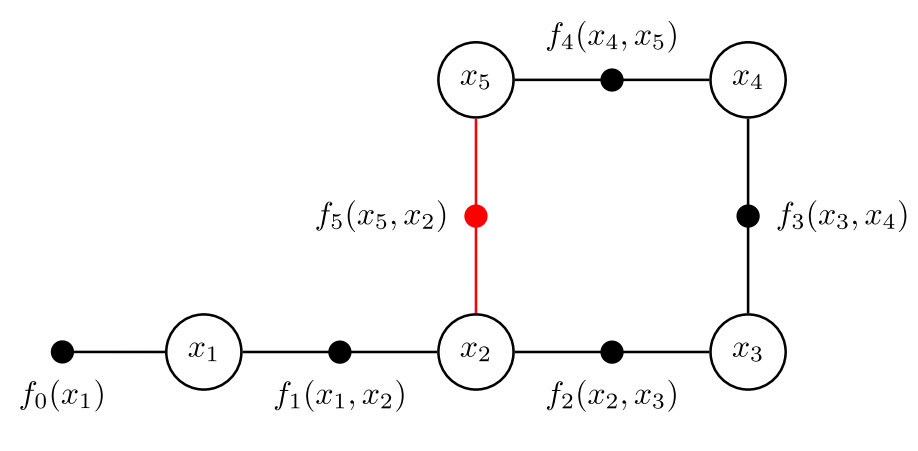 f₄(x₄, x₅)
x₅
x₄
f₅(x₅, x₂)
f₃(x₃, x₄)
x₁
x₂
x₃
f₀(x₁)
f₁(x₁, x₂)
f₂(x₂, x₃)